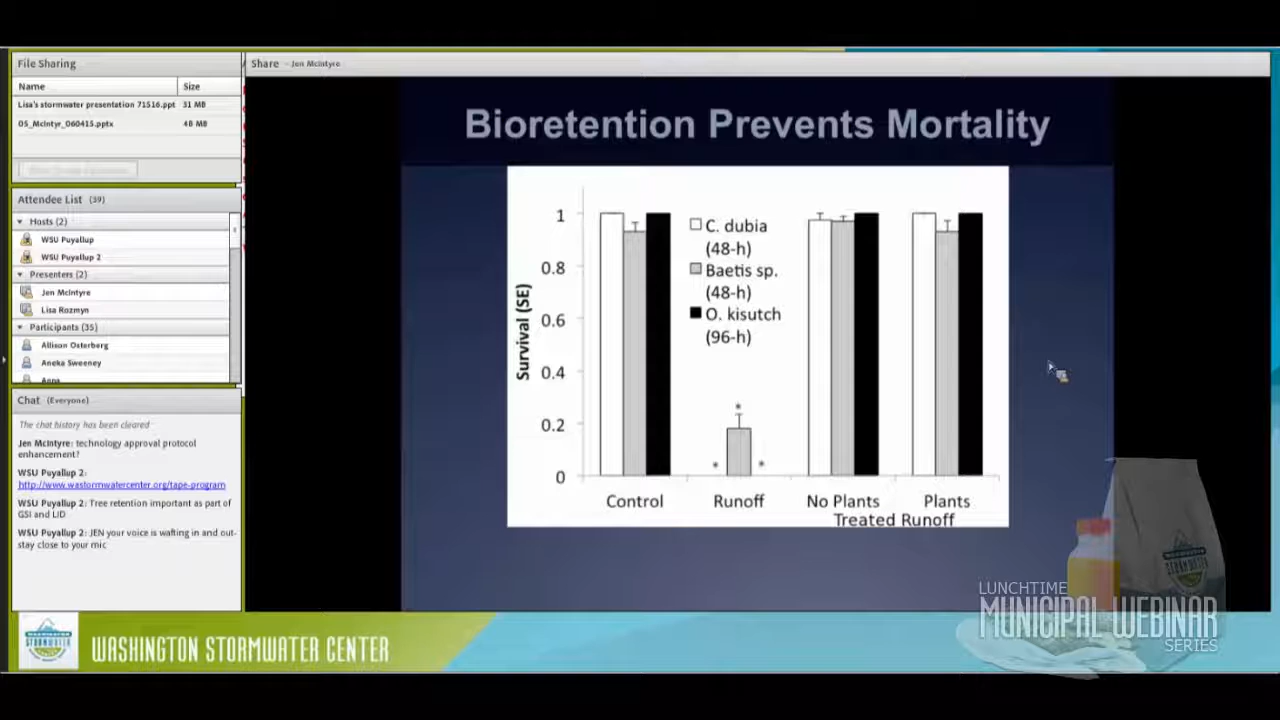 File Sharing
Name Size
Lisa's stormwater presentation 71516.ppt 31 MB
05_McIntyr_060415.pptx 48 MB
Attendee List (39)
Hosts (2)
WSU Puyallup
WSU Puyallup 2
Presenters (2)
Jen McIntyre
Lisa Rozmyn
Participants (35)
Allison Osterberg
Aneka Sweeney
Anna
Chat (Everyone)
The chat history has been cleared
Jen McIntyre: technology approval protocol
enhancement?
WSU Puyallup 2:
http://www.wastormwatercenter.org/tape-program
WSU Puyallup 2: Tree retention important as part of
GSI and LID
WSU Puyallup 2: JEN your voice is wafting in and out-
stay close to your mic
Share - Jen McIntyre
Bioretention Prevents Mortality
Survival (SE)
1
0.8
0.6
0.4
0.2
0
C. dubia
(48-h)
Baetis sp.
(48-h)
O. kisutch
(96-h)
* * *
Control Runoff No Plants Plants
Treated Runoff
WASHINGTON STORMWATER CENTER
LUNCHTIME
MUNICIPAL WEBINAR
SERIES